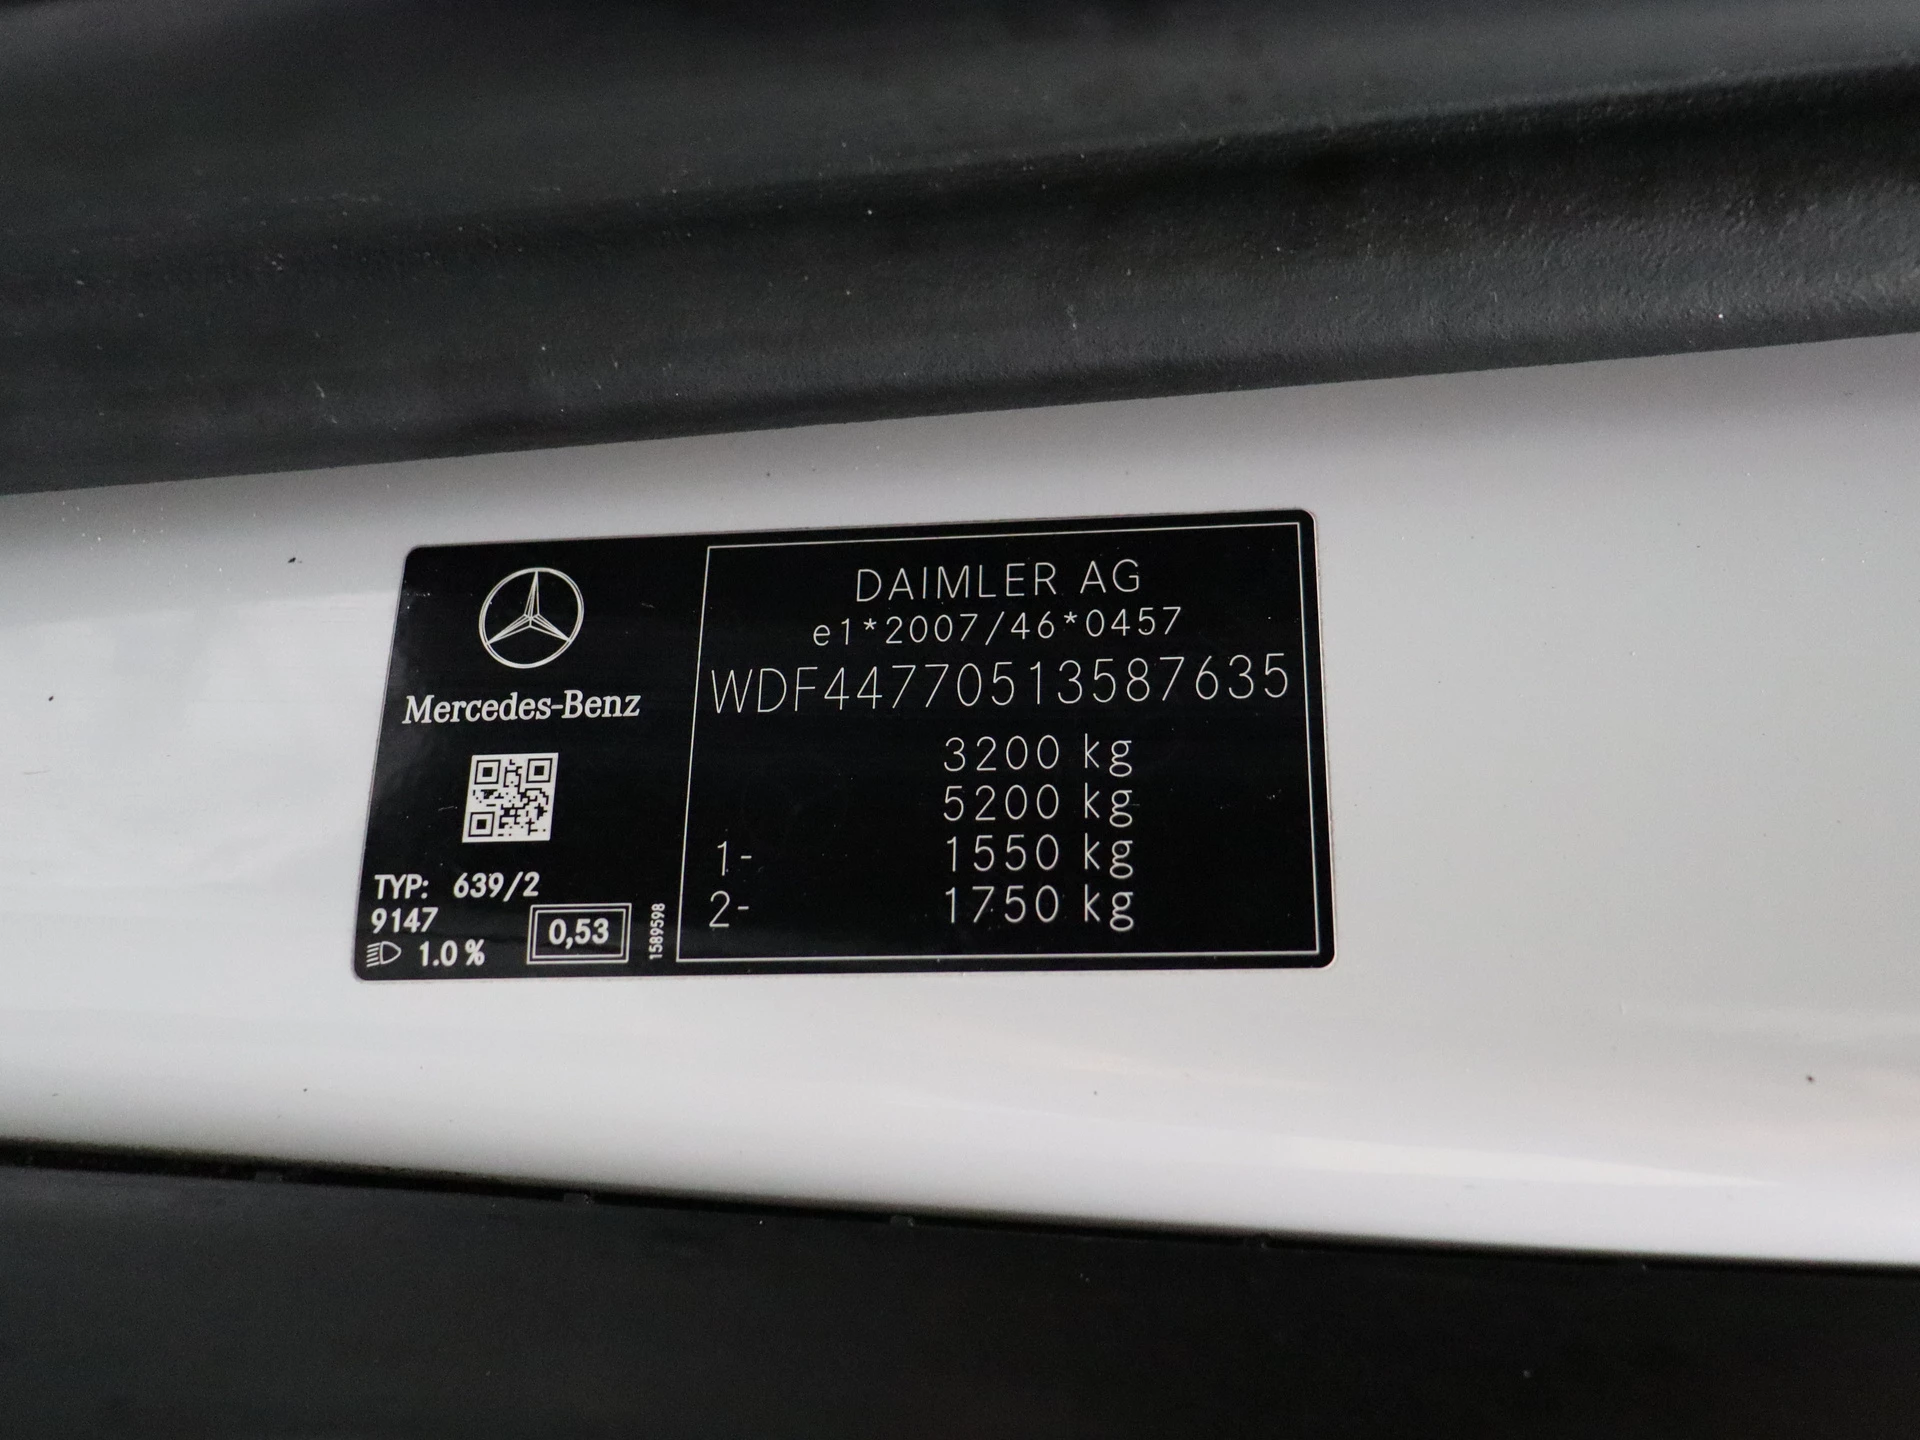 Mercedes-Benz
TYP: 639/2
9147
1.0%
0,53
1589598
DAIMLER AG
e1*2007/46*0457
WDF44770513587635
3200 kg
5200 kg
1- 1550 kg
2- 1750 kg